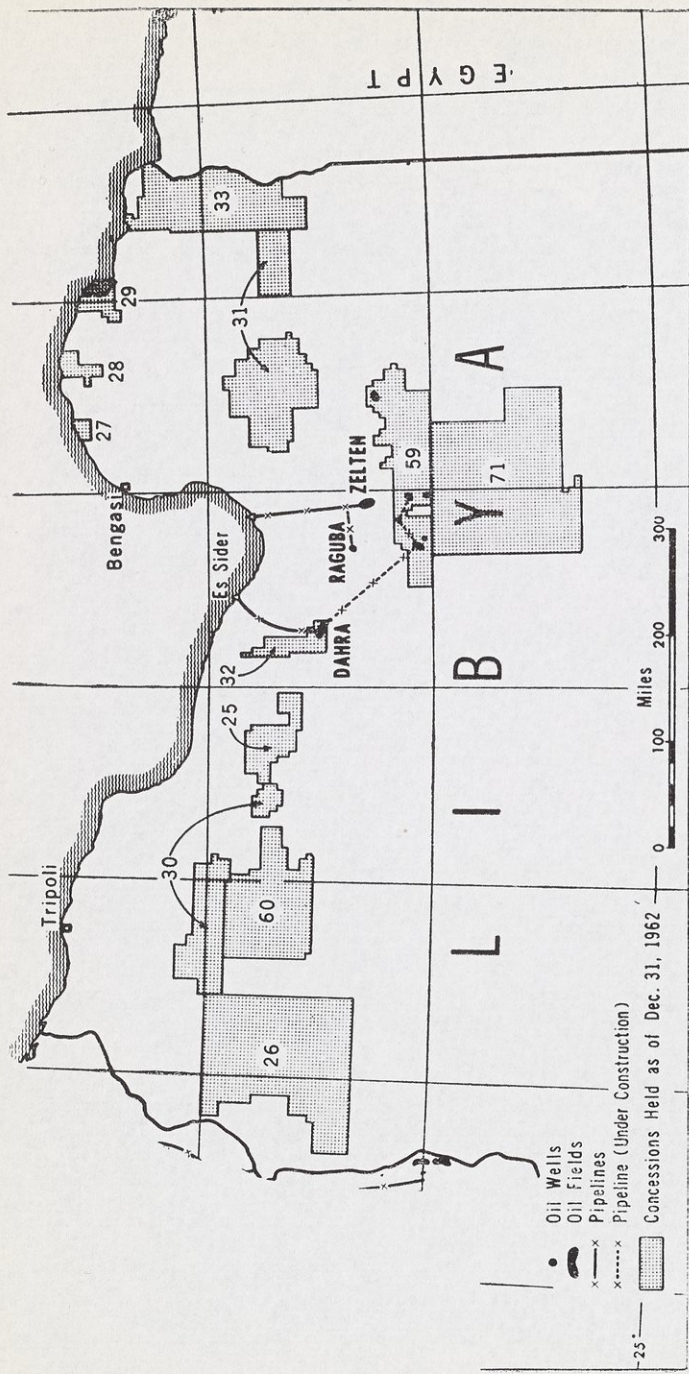 EGYPT
Tripoli
Bengasi
Es Sider
27
28
29
33
31
30
25
32
60
26
RAGUBA
ZELTEN
DAHRA
59
71
LIBYA
Oil Wells
Oil Fields
Pipelines
Pipeline (Under Construction)
Concessions Held as of Dec. 31, 1962
0 100 200 300
Miles
25°